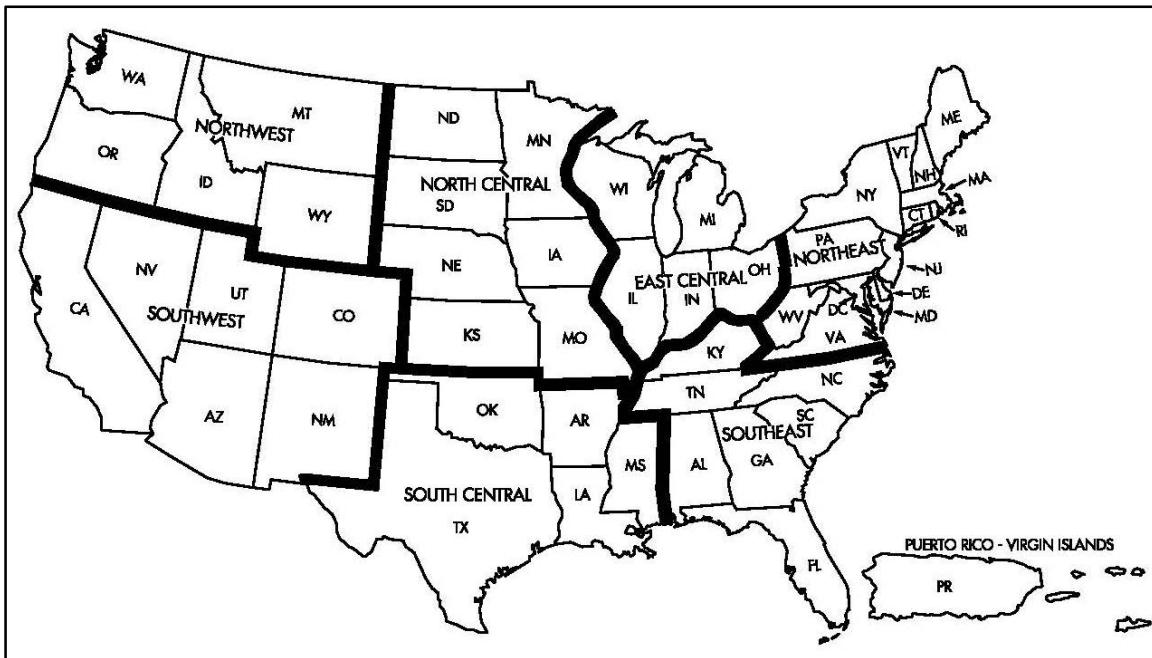 WA
MT
ND
MN
ME
NORTHWEST
OR
ID
VT
NH
MA
NORTH CENTRAL
SD
WI
NY
WY
MI
CT
RI
PA
NORTHEAST
IA
NE
NV
UT
EAST CENTRAL
OH
NJ
IL
IN
CA
SOUTHWEST
CO
DE
WV
DC
MD
KS
MO
VA
KY
TN
NC
AZ
NM
OK
AR
SC
SOUTHEAST
MS
AL
GA
SOUTH CENTRAL
LA
TX
PUERTO RICO - VIRGIN ISLANDS
FL
PR